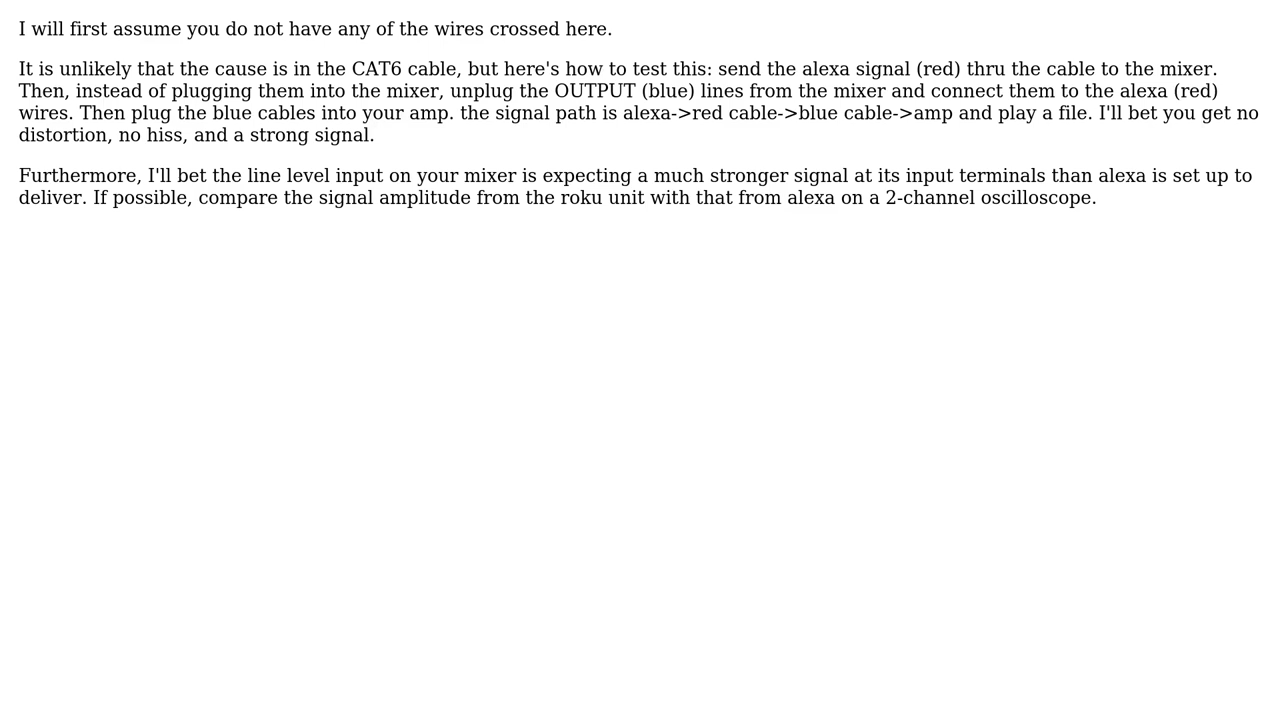 I will first assume you do not have any of the wires crossed here.
It is unlikely that the cause is in the CAT6 cable, but here's how to test this: send the alexa signal (red) thru the cable to the mixer.
Then, instead of plugging them into the mixer, unplug the OUTPUT (blue) lines from the mixer and connect them to the alexa (red)
wires. Then plug the blue cables into your amp. the signal path is alexa->red cable->blue cable->amp and play a file. I'll bet you get no
distortion, no hiss, and a strong signal.
Furthermore, I'll bet the line level input on your mixer is expecting a much stronger signal at its input terminals than alexa is set up to
deliver. If possible, compare the signal amplitude from the roku unit with that from alexa on a 2-channel oscilloscope.